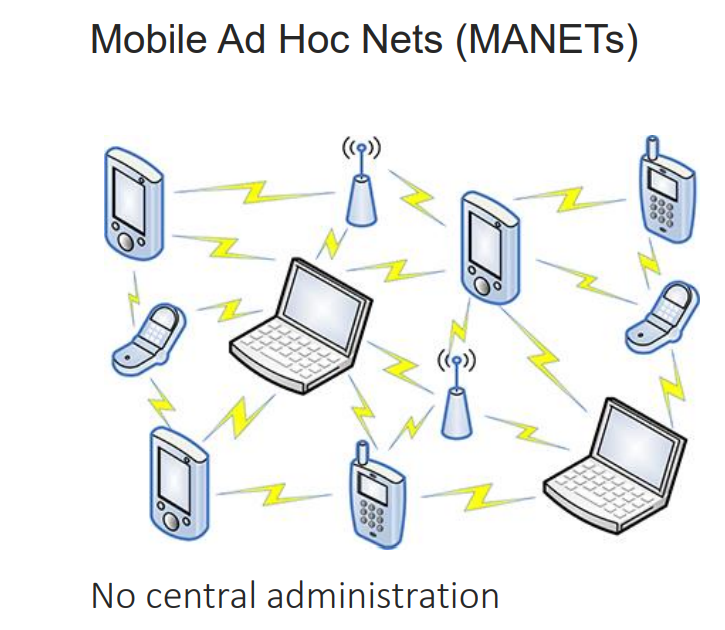 Mobile Ad Hoc Nets (MANETs)
No central administration